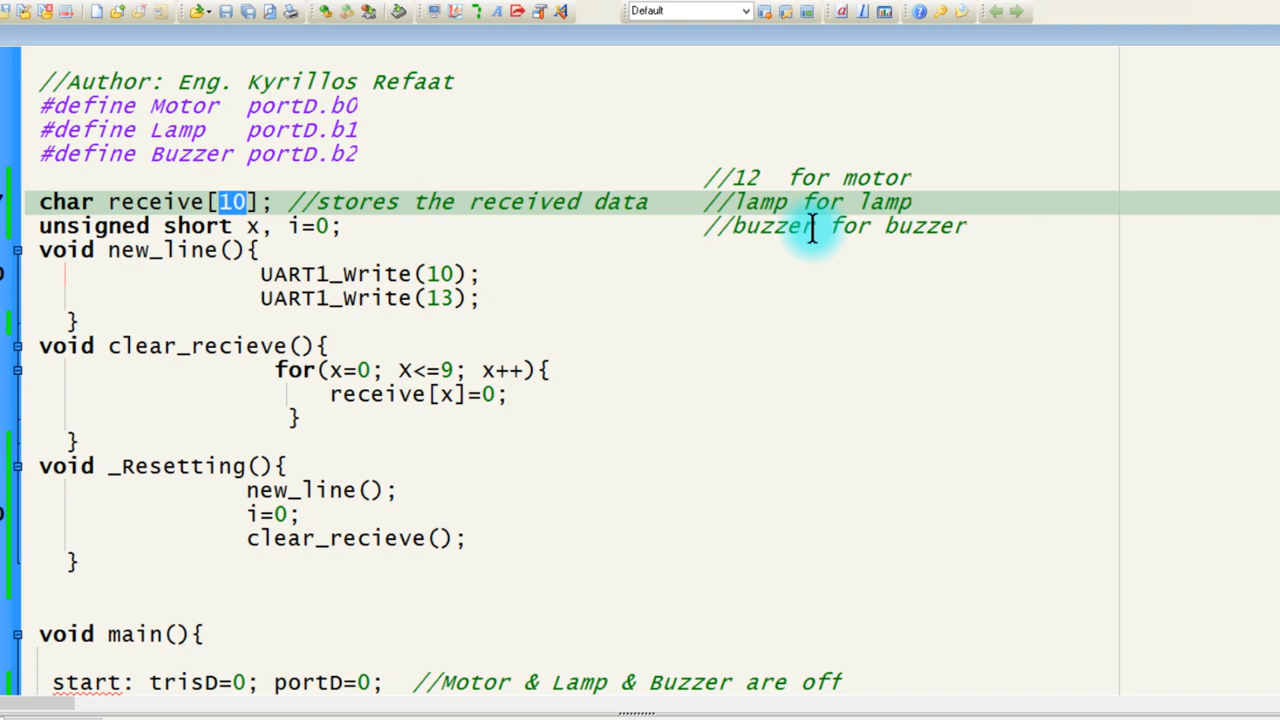 Default
//Author: Eng. Kyrillos Refaat
#define Motor portD.b0
#define Lamp portD.b1
#define Buzzer portD.b2
//12 for motor
char receive[10]; //stores the received data //lamp for lamp
unsigned short x, i=0; //buzzer for buzzer
void new_line(){
UART1_Write(10);
UART1_Write(13);
}
void clear_recieve(){
for(x=0; X<=9; x++){
receive[x]=0;
}
}
void _Resetting(){
new_line();
i=0;
clear_recieve();
}
void main(){
start: trisD=0; portD=0; //Motor & Lamp & Buzzer are off